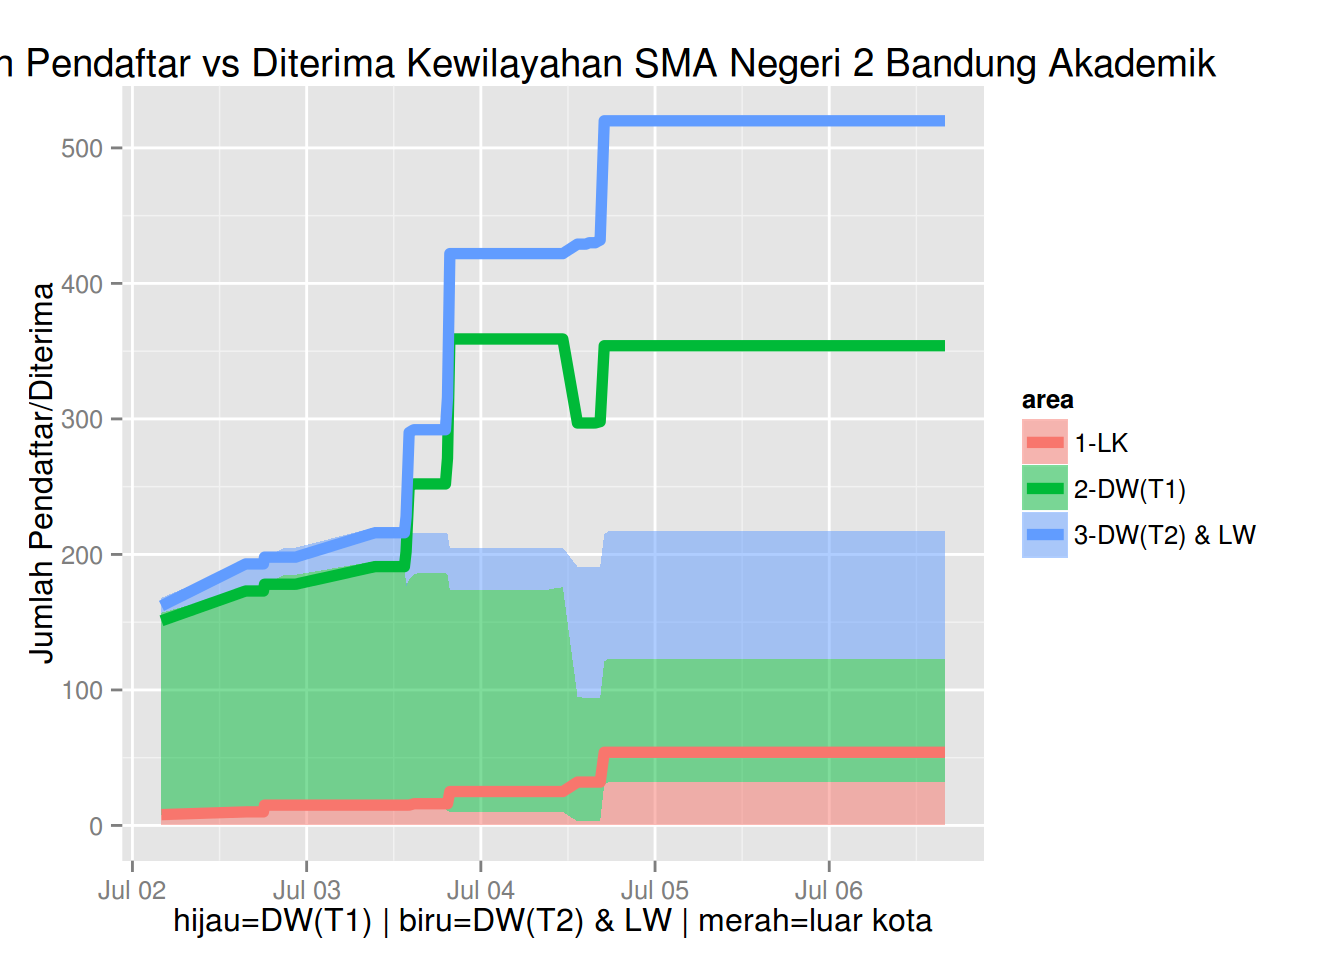 Pendaftar vs Diterima Kewilayahan SMA Negeri 2 Bandung Akademik
Jumlah Pendaftar/Diterima
500
400
300
200
100
0
Jul 02
Jul 03
Jul 04
Jul 05
Jul 06
hijau=DW(T1) | biru=DW(T2) & LW | merah=luar kota
area
1-LK
2-DW(T1)
3-DW(T2) & LW